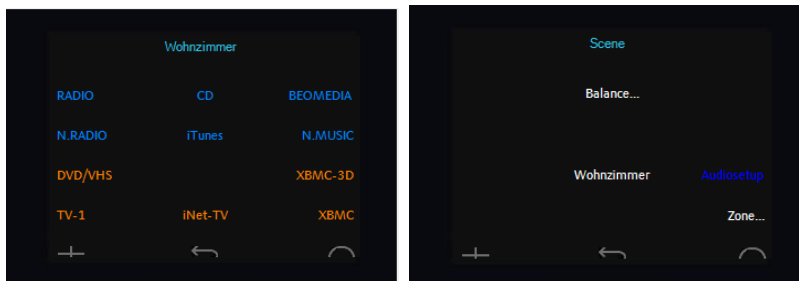 Wohnzimmer
RADIO CD BEOMEDIA
N.RADIO iTunes N.MUSIC
DVD/VHS XBMC-3D
TV-1 iNet-TV XBMC
Scene
Balance...
Wohnzimmer Audiosetup
Zone...